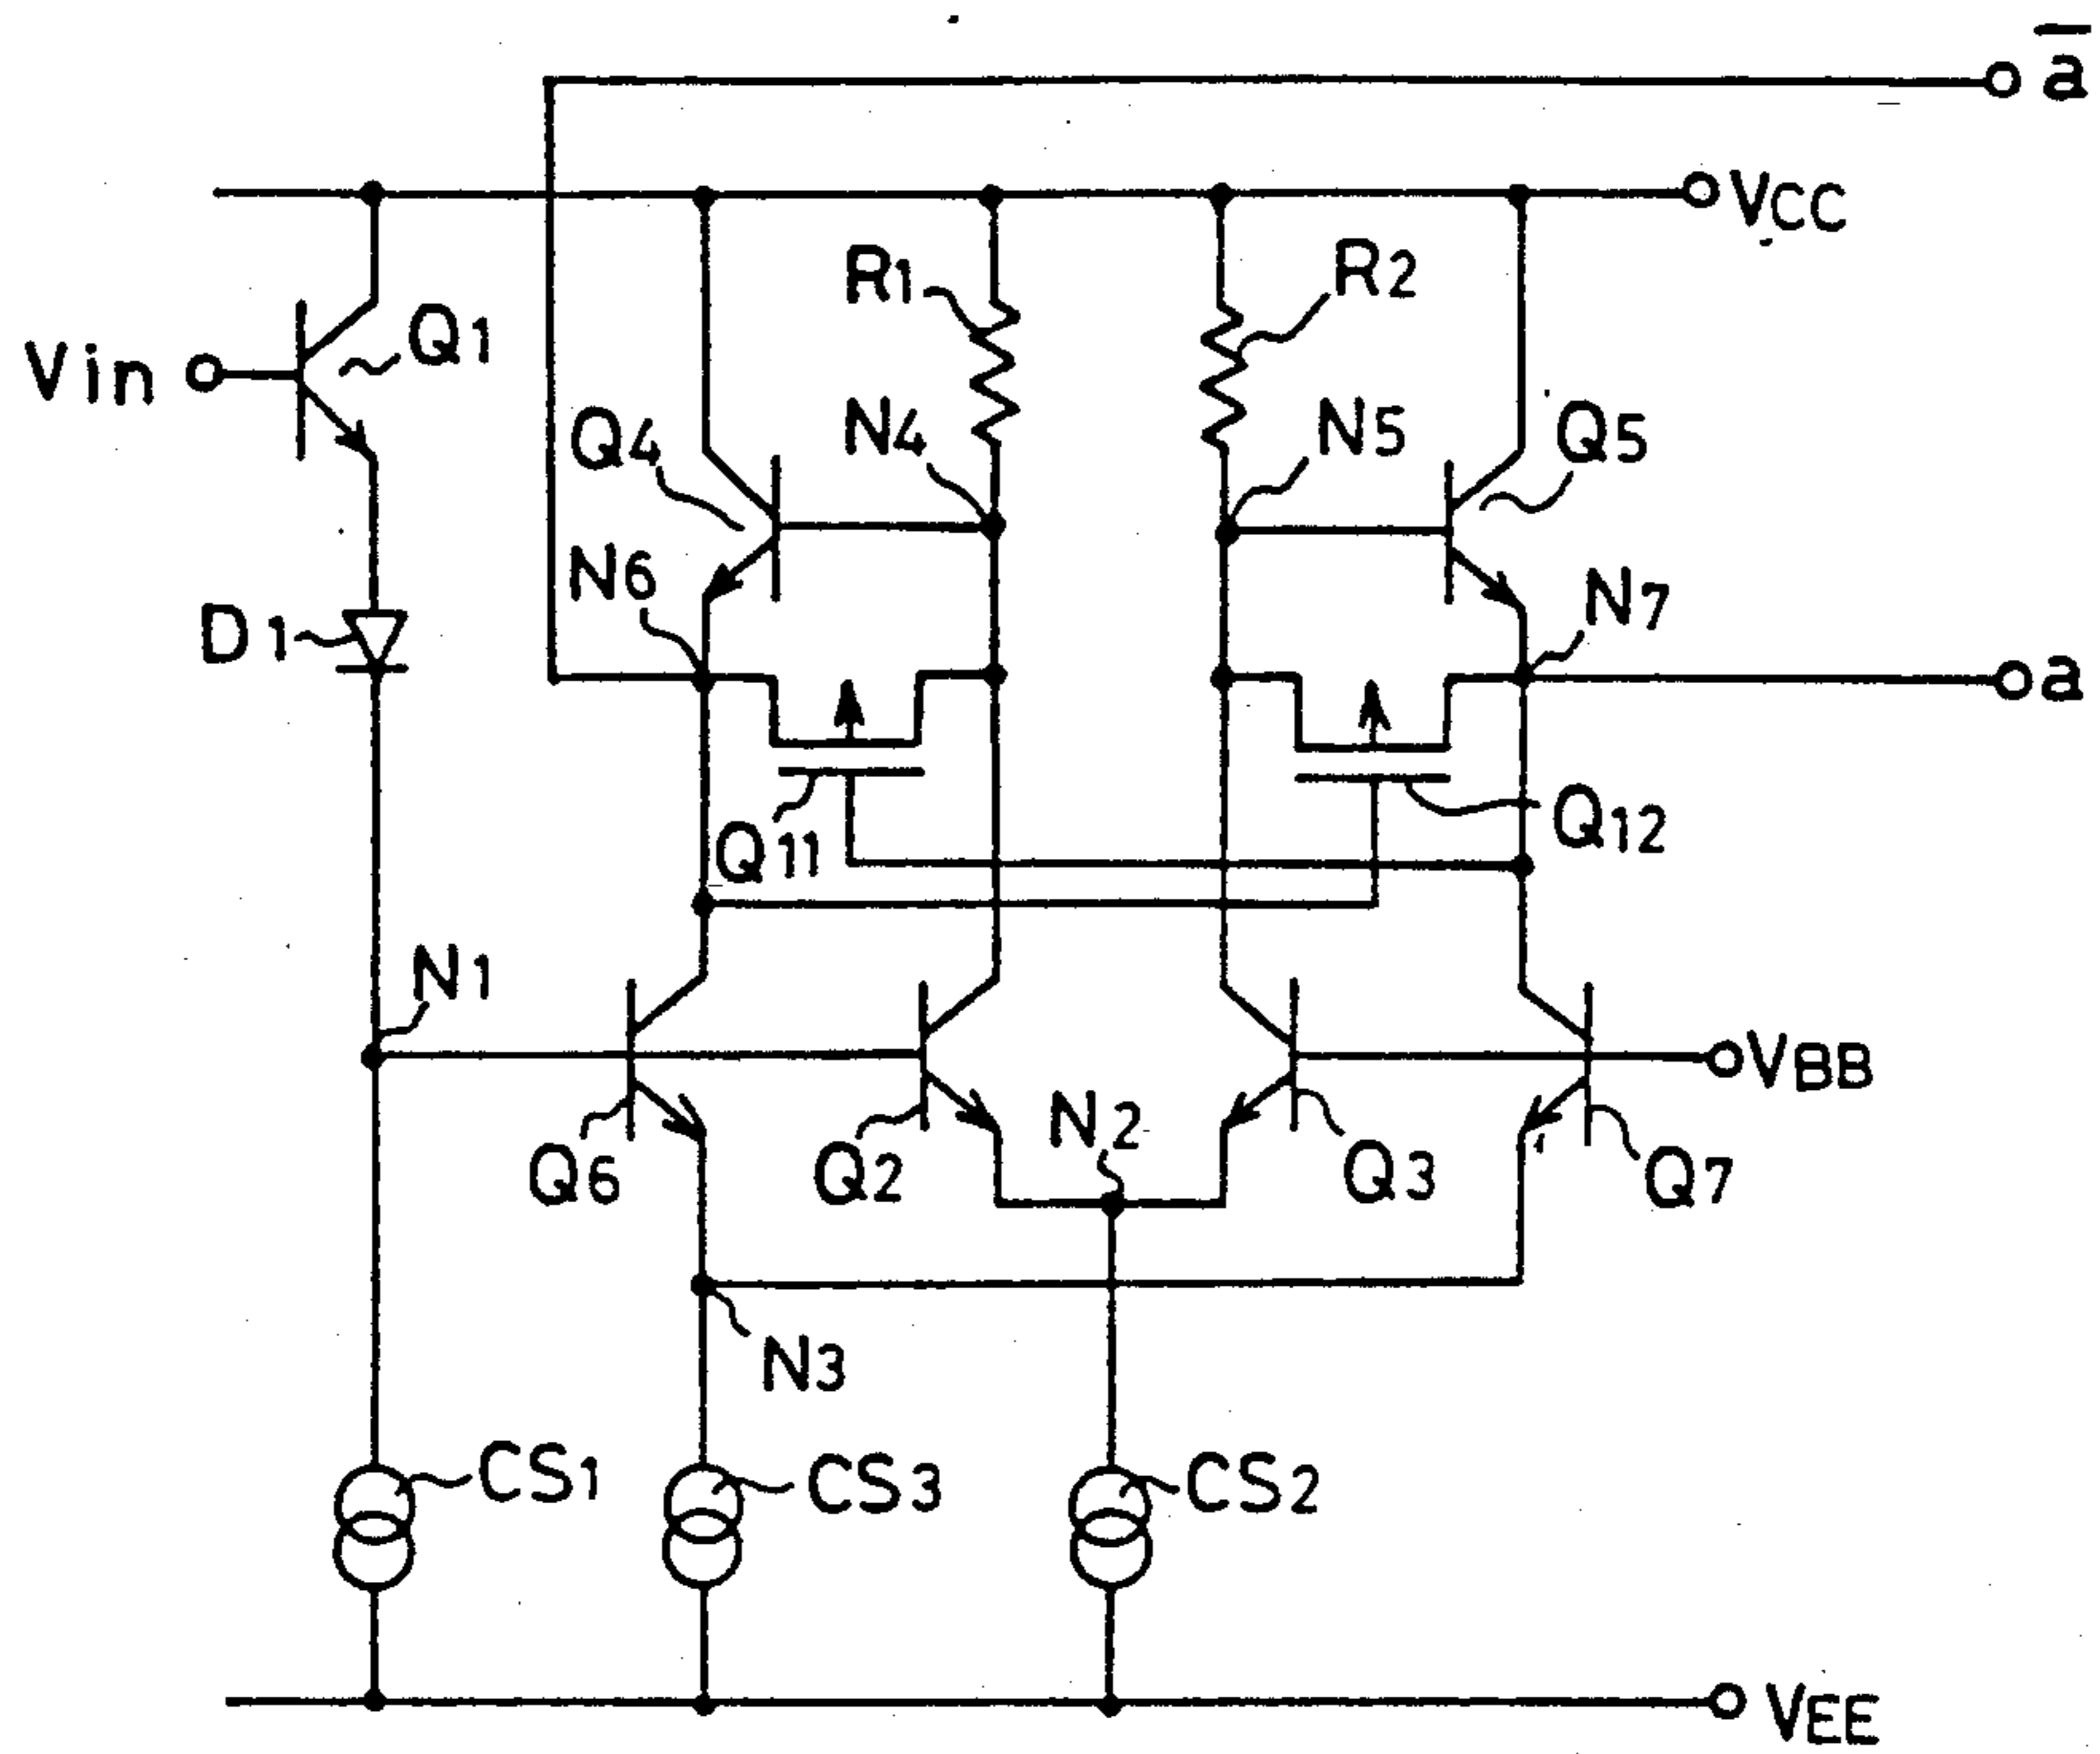 a̅
VCC
R1
R2
Q1
Vin
Q4
N4
N5
Q5
N6
N7
D1
a
Q11
Q12
N1
VBB
N2
Q6
Q2
Q3
Q7
N3
CS1
CS3
CS2
VEE